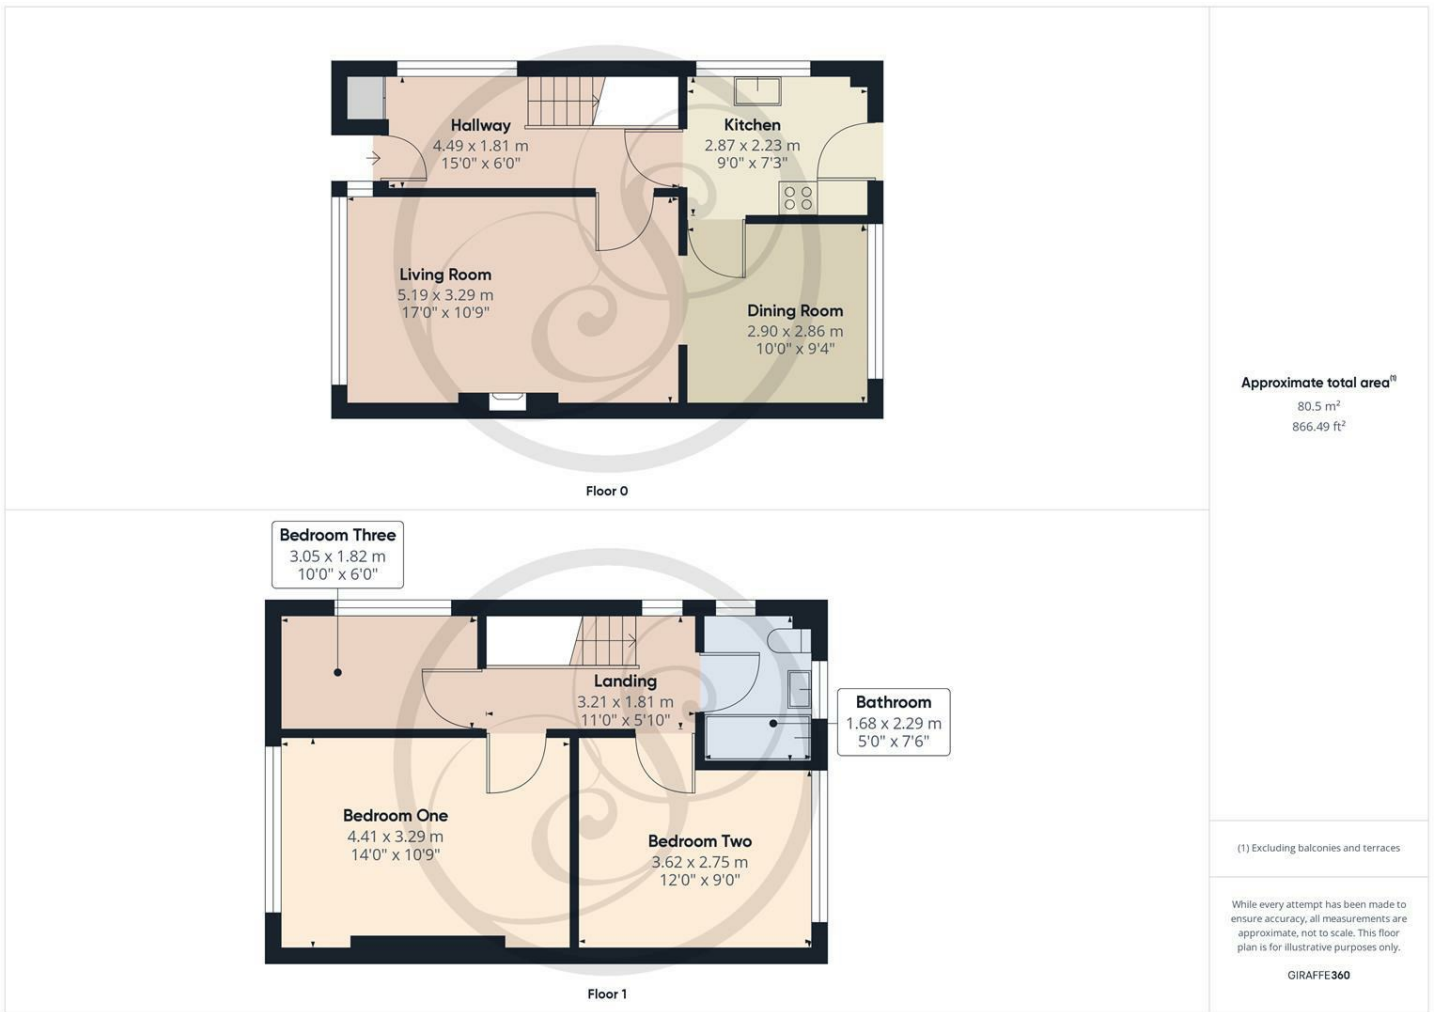 Hallway
4.49 x 1.81 m
15'0" x 6'0"
Kitchen
2.87 x 2.23 m
9'0" x 7'3"
Living Room
5.19 x 3.29 m
17'0" x 10'9"
Dining Room
2.90 x 2.86 m
10'0" x 9'4"
Floor 0
Bedroom Three
3.05 x 1.82 m
10'0" x 6'0"
Landing
3.21 x 1.81 m
11'0" x 5'10"
Bathroom
1.68 x 2.29 m
5'0" x 7'6"
Bedroom One
4.41 x 3.29 m
14'0" x 10'9"
Bedroom Two
3.62 x 2.75 m
12'0" x 9'0"
Floor 1
Approximate total area⁽¹⁾
80.5 m²
866.49 ft²
(1) Excluding balconies and terraces
While every attempt has been made to
ensure accuracy, all measurements are
approximate, not to scale. This floor
plan is for illustrative purposes only.
GIRAFFE360